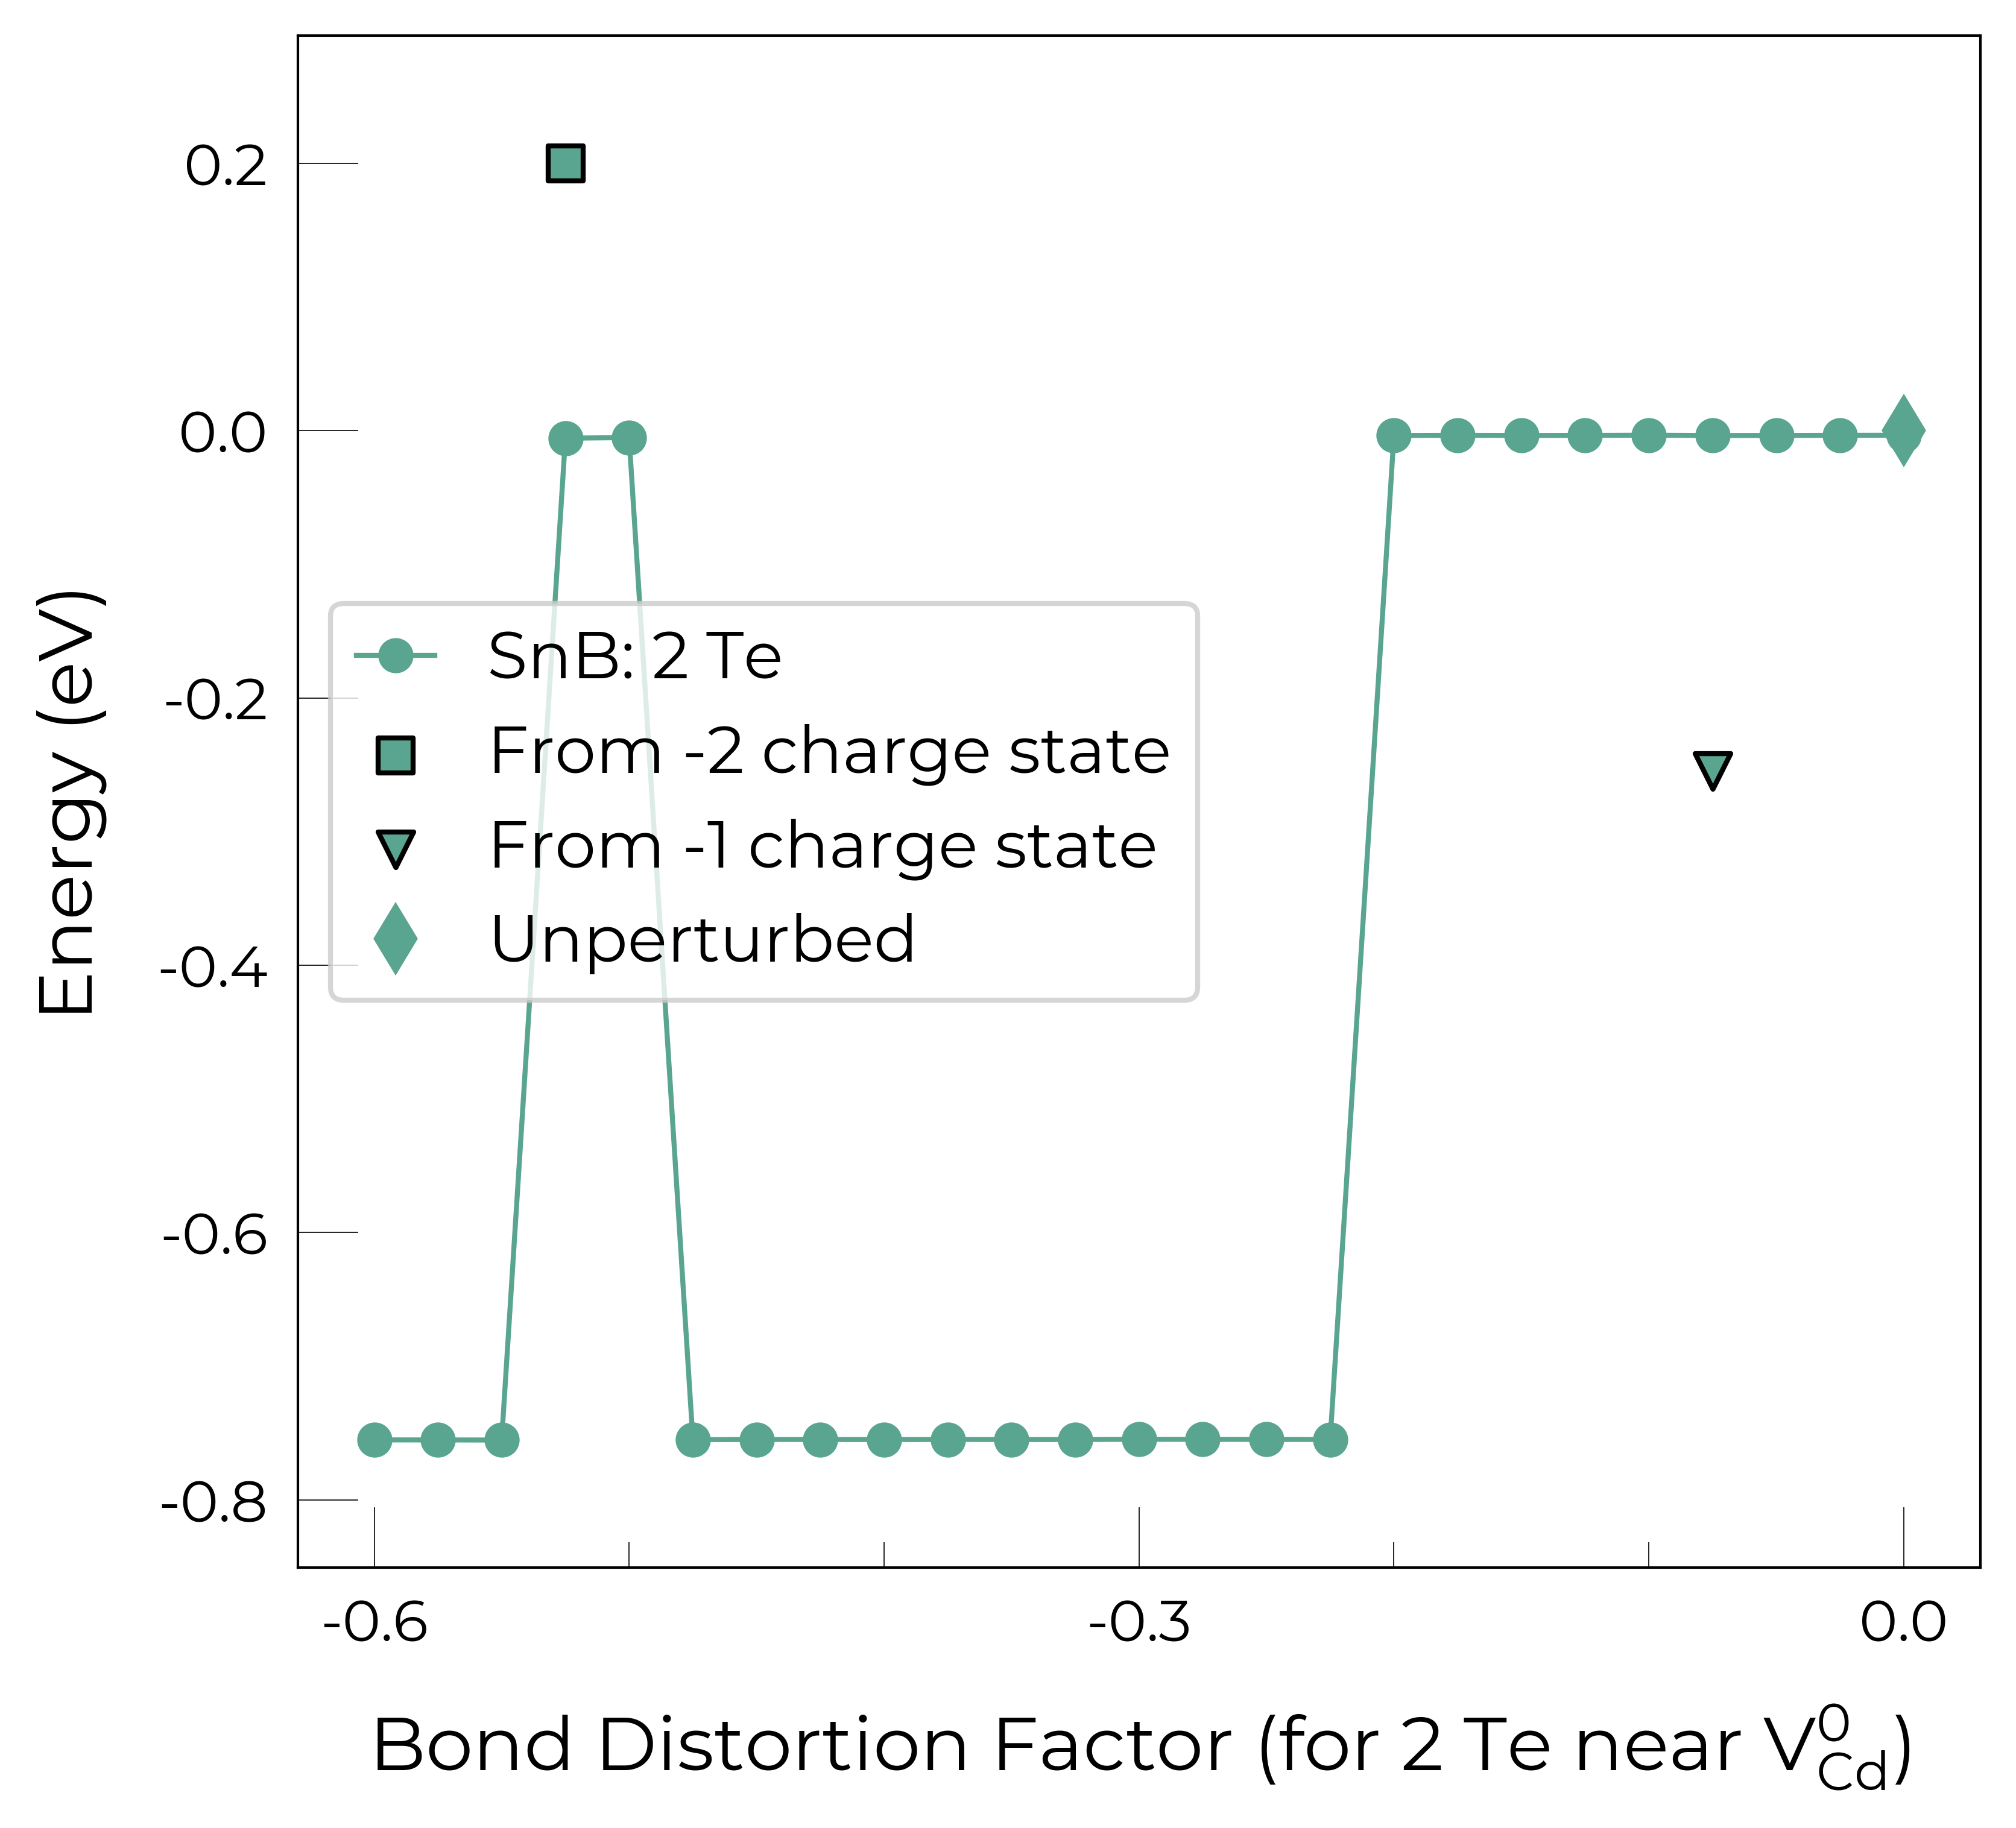 Energy (eV)
0.2
0.0
-0.2
-0.4
-0.6
-0.8
SnB: 2 Te
From -2 charge state
From -1 charge state
Unperturbed
-0.6
-0.3
0.0
Bond Distortion Factor (for 2 Te near V⁰Cd)